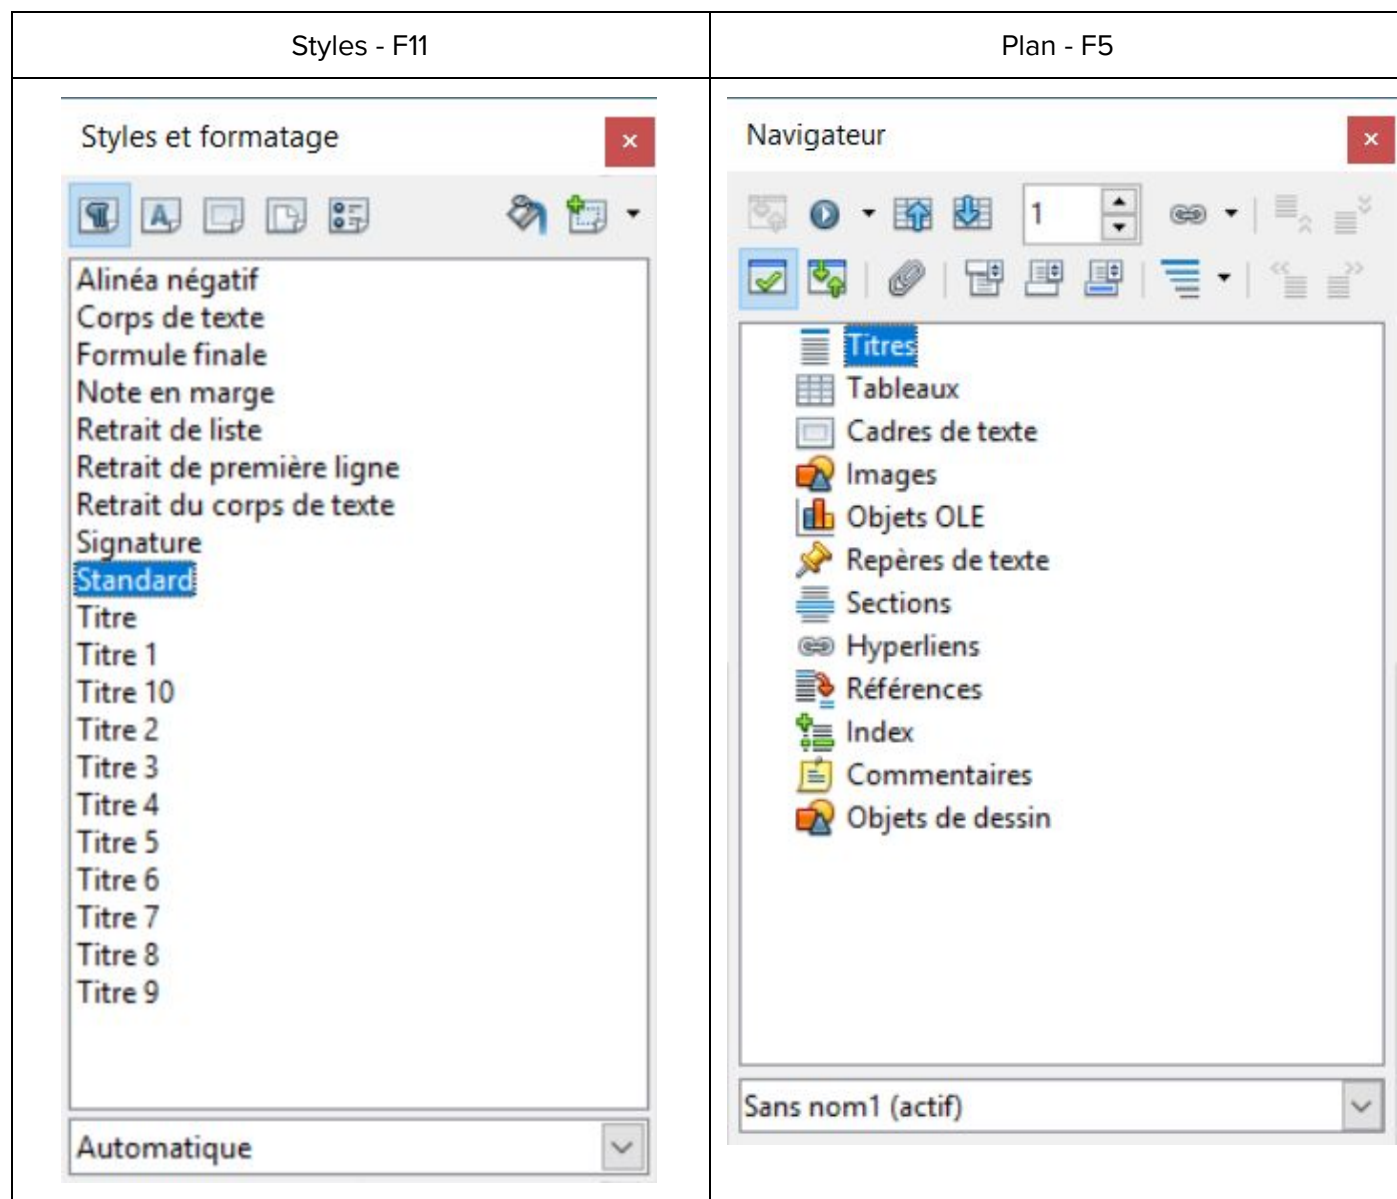 Styles - F11
Plan - F5
Styles et formatage
Alinéa négatif
Corps de texte
Formule finale
Note en marge
Retrait de liste
Retrait de première ligne
Retrait du corps de texte
Signature
Standard
Titre
Titre 1
Titre 10
Titre 2
Titre 3
Titre 4
Titre 5
Titre 6
Titre 7
Titre 8
Titre 9
Automatique
Navigateur
1
Titres
Tableaux
Cadres de texte
Images
Objets OLE
Repères de texte
Sections
Hyperliens
Références
Index
Commentaires
Objets de dessin
Sans nom1 (actif)